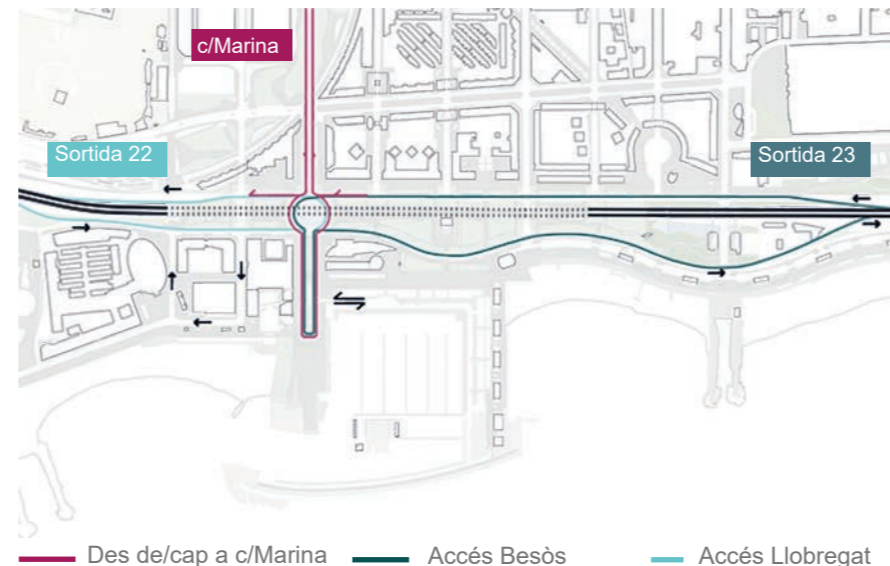 c/Marina
Sortida 22
Sortida 23
Des de/cap a c/Marina
Accés Besòs
Accés Llobregat